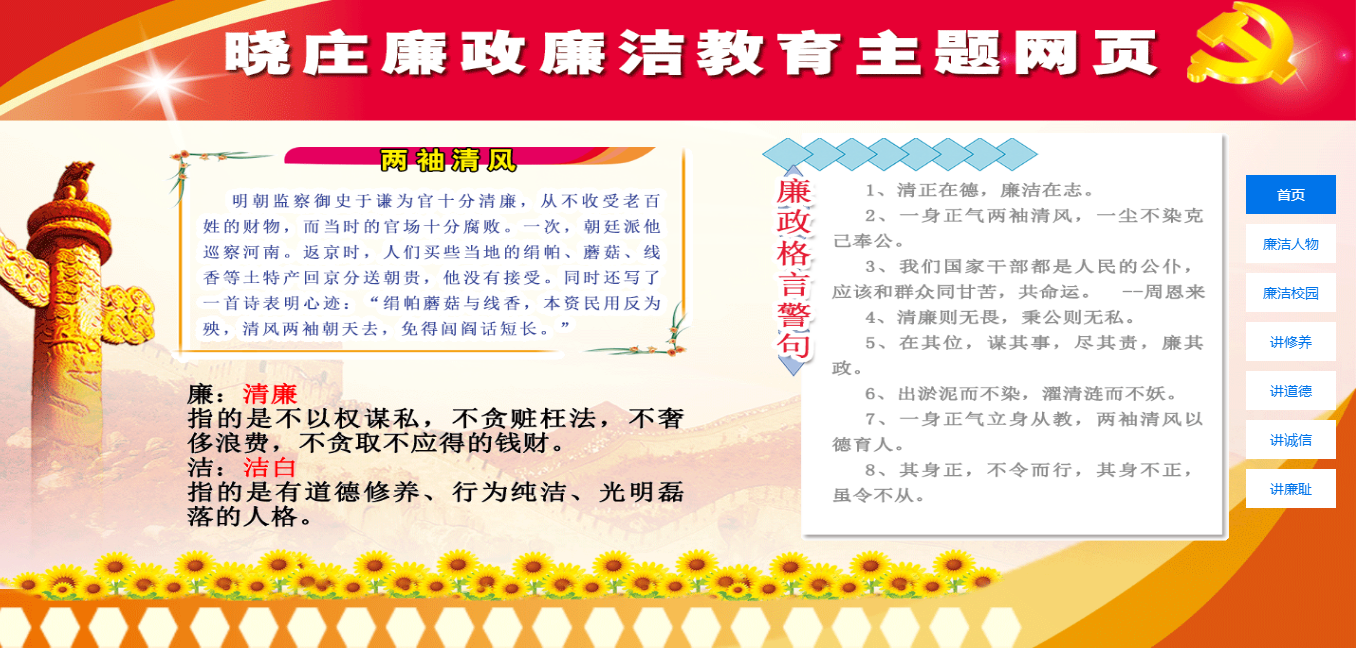 晓庄廉政廉洁教育主题网页
两袖清风
明朝监察御史于谦为官十分清廉，从不收受老百
姓的财物，而当时的官场十分腐败。一次，朝廷派他
巡察河南。返京时，人们买些当地的绢帕、蘑菇、线
香等土特产回京分送朝贵，他没有接受。同时还写了
一首诗表明心迹：“绢帕蘑菇与线香，本资民用反为
殃，清风两袖朝天去，免得闾阎话短长。”
廉：清廉
指的是不以权谋私，不贪赃枉法，不奢
侈浪费，不贪取不应得的钱财。
洁：洁白
指的是有道德修养、行为纯洁、光明磊
落的人格。
廉政格言警句
1、清正在德，廉洁在志。
2、一身正气两袖清风，一尘不染克
己奉公。
3、我们国家干部都是人民的公仆，
应该和群众同甘苦，共命运。 --周恩来
4、清廉则无畏，秉公则无私。
5、在其位，谋其事，尽其责，廉其
政。
6、出淤泥而不染，濯清涟而不妖。
7、一身正气立身从教，两袖清风以
德育人。
8、其身正，不令而行，其身不正，
虽令不从。
首页
廉洁人物
廉洁校园
讲修养
讲道德
讲诚信
讲廉耻